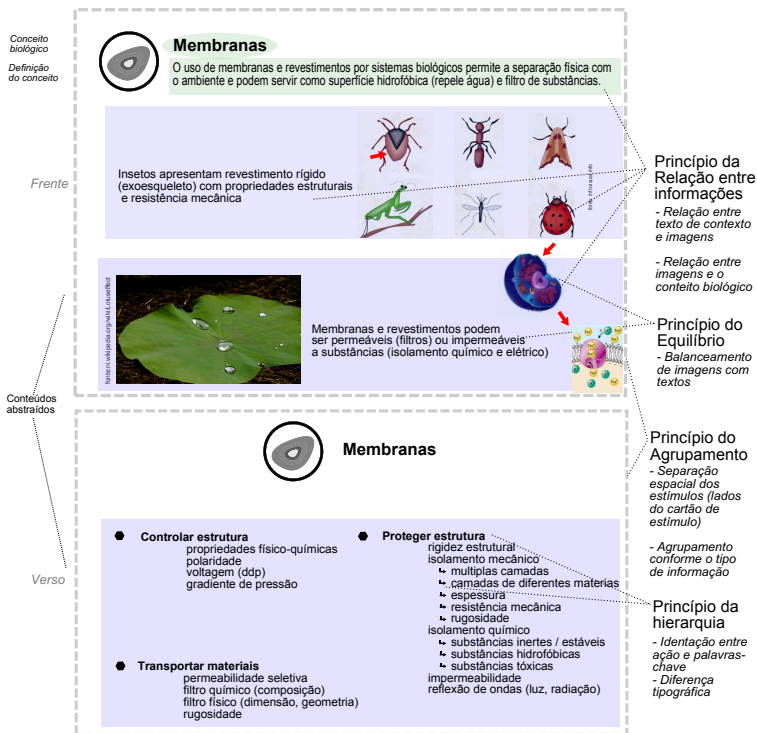 Conceito
biológico
Definição
do conceito
Membranas
O uso de membranas e revestimentos por sistemas biológicos permite a separação física com
o ambiente e podem servir como superfície hidrofóbica (repele água) e filtro de substâncias.
Frente
Insetos apresentam revestimento rígido
(exoesqueleto) com propriedades estruturais
e resistência mecânica
Membranas e revestimentos podem
ser permeáveis (filtros) ou impermeáveis
a substâncias (isolamento químico e elétrico)
Princípio da
Relação entre
informações
- Relação entre
texto de contexto
e imagens
- Relação entre
imagens e o
conteito biológico
Princípio do
Equilíbrio
- Balanceamento
de imagens com
textos
Conteúdos
abstraídos
Princípio do
Agrupamento
- Separação
espacial dos
estímulos (lados
do cartão de
estímulo)
- Agrupamento
conforme o tipo
de informação
Verso
Membranas
Controlar estrutura
propriedades físico-químicas
polaridade
voltagem (ddp)
gradiente de pressão
Transportar materiais
permeabilidade seletiva
filtro químico (composição)
filtro físico (dimensão, geometria)
rugosidade
Proteger estrutura
rigidez estrutural
isolamento mecânico
multiplas camadas
camadas de diferentes materias
espessura
resistência mecânica
rugosidade
isolamento químico
substâncias inertes / estáveis
substâncias hidrofóbicas
substâncias tóxicas
impermeabilidade
reflexão de ondas (luz, radiação)
Princípio da
hierarquia
- Identação entre
ação e palavras-
chave
- Diferença
tipográfica